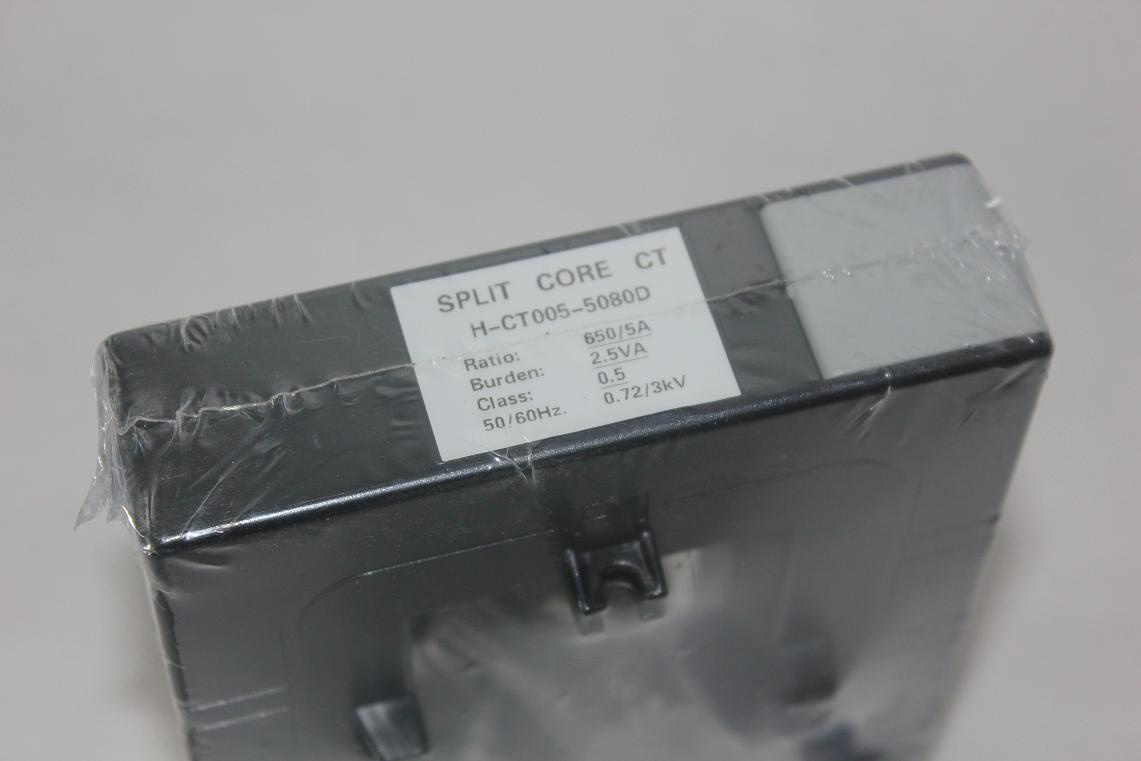 SPLIT CORE CT
H-CT005-5080D
Ratio: 650/5A
Burden: 2.5VA
Class: 0.5
50/60Hz. 0.72/3kV